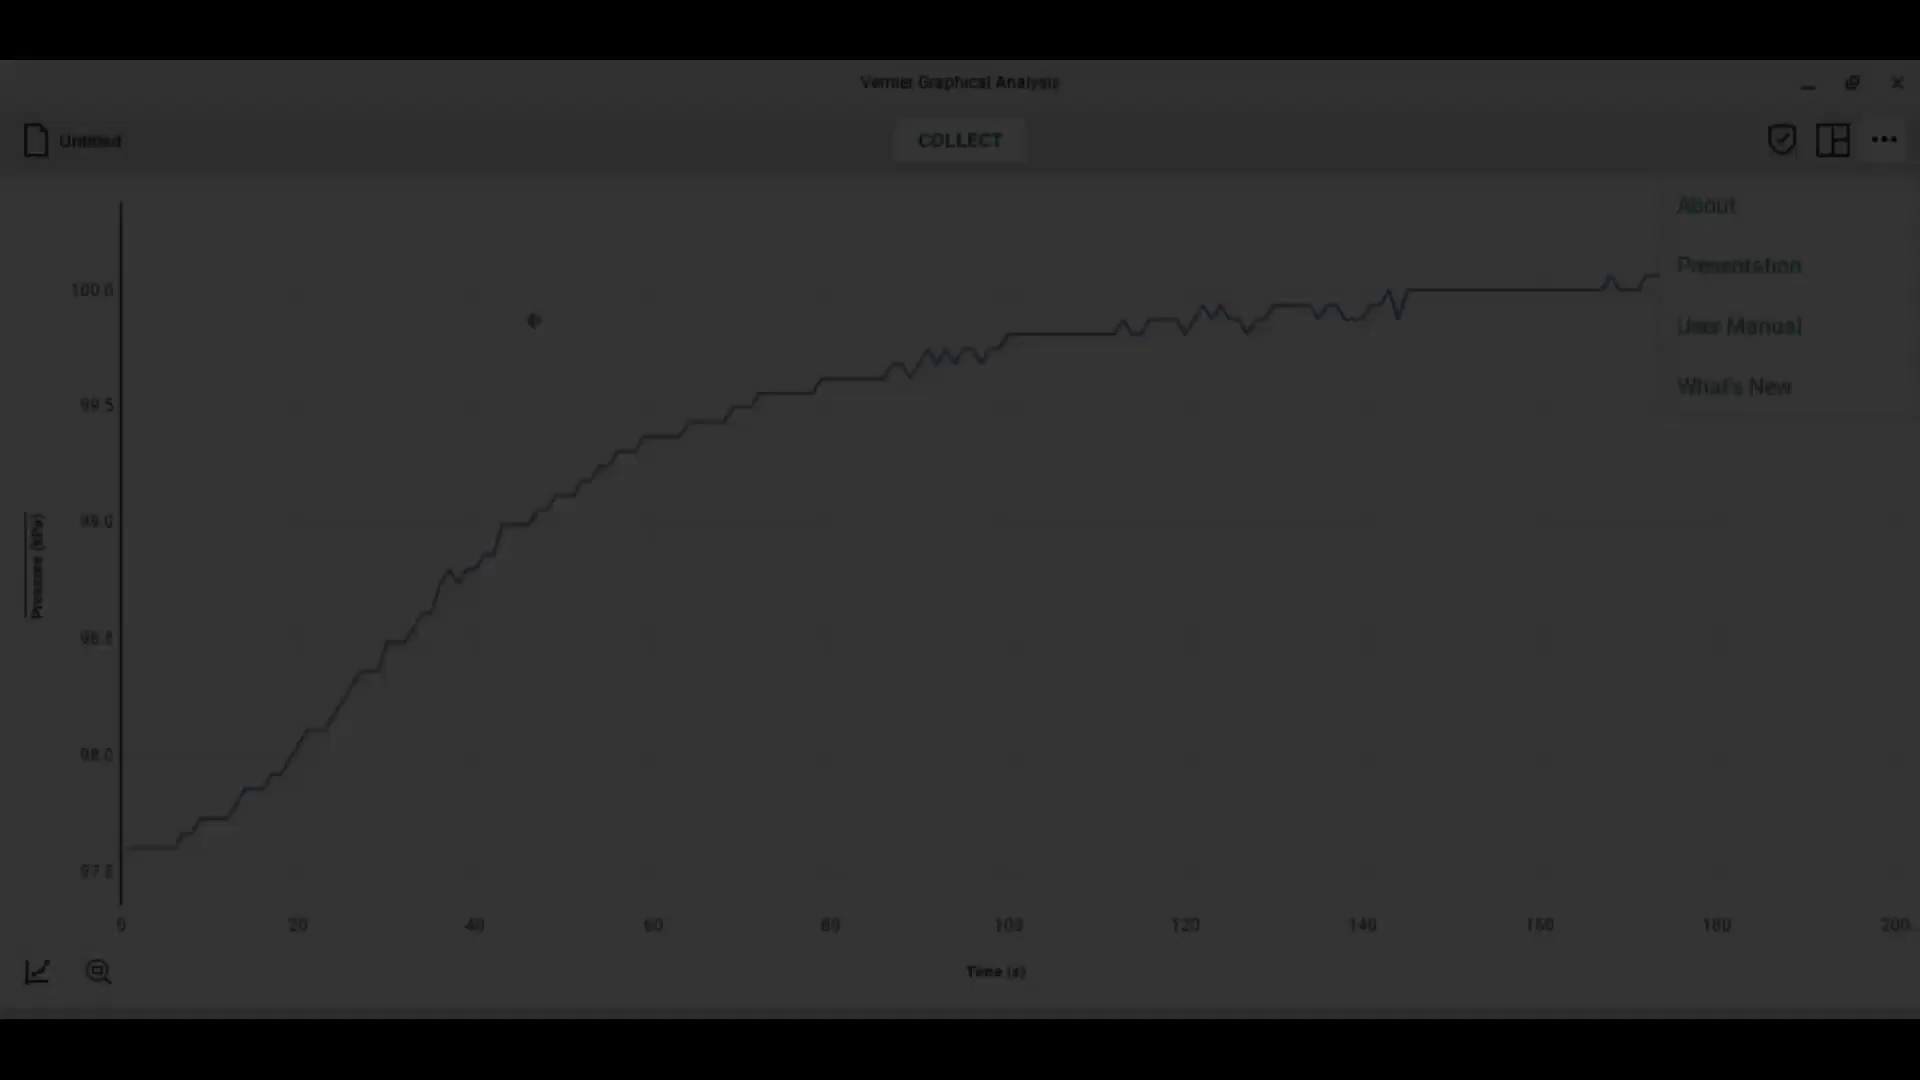 Vernier Graphical Analysis
Untitled
COLLECT
About
Presentation
User Manual
What's New
100.0
99.5
99.0
98.5
98.0
97.5
Pressure (kPa)
0 20 40 60 80 100 120 140 160 180 200
Time (s)